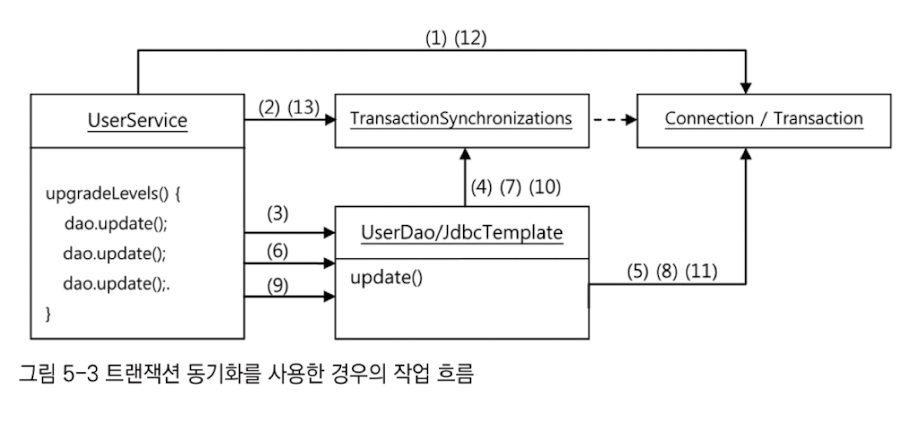 (1) (12)
UserService
(2) (13)
TransactionSynchronizations
Connection / Transaction
upgradeLevels() {
dao.update();
dao.update();
dao.update();.
}
(3)
(6)
(9)
(4) (7) (10)
UserDao/JdbcTemplate
update()
(5) (8) (11)
그림 5-3 트랜잭션 동기화를 사용한 경우의 작업 흐름